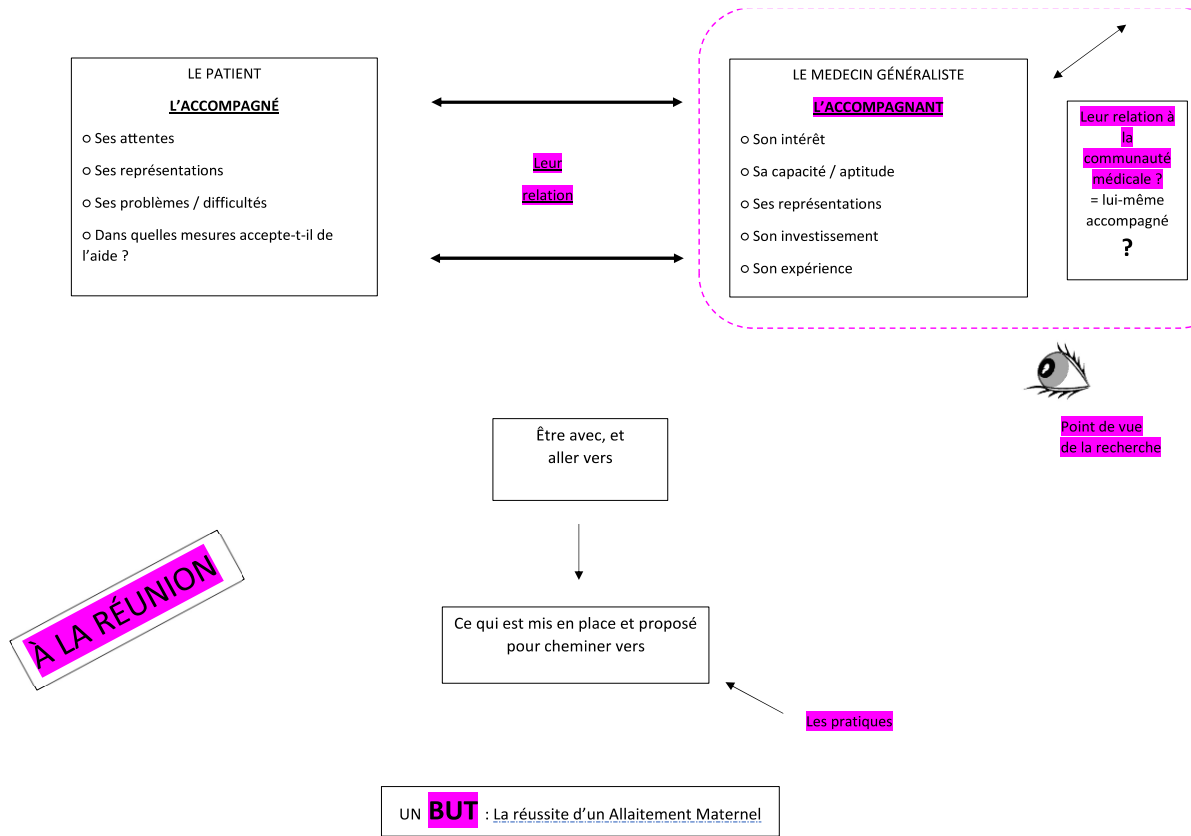 LE PATIENT
L’ACCOMPAGNÉ
○ Ses attentes
○ Ses représentations
○ Ses problèmes / difficultés
○ Dans quelles mesures accepte-t-il de
l’aide ?
Leur
relation
LE MEDECIN GÉNÉRALISTE
L’ACCOMPAGNANT
○ Son intérêt
○ Sa capacité / aptitude
○ Ses représentations
○ Son investissement
○ Son expérience
Leur relation à
la
communauté
médicale ?
= lui-même
accompagné
?
Point de vue
de la recherche
Être avec, et
aller vers
À LA RÉUNION
Ce qui est mis en place et proposé
pour cheminer vers
Les pratiques
UN BUT : La réussite d’un Allaitement Maternel